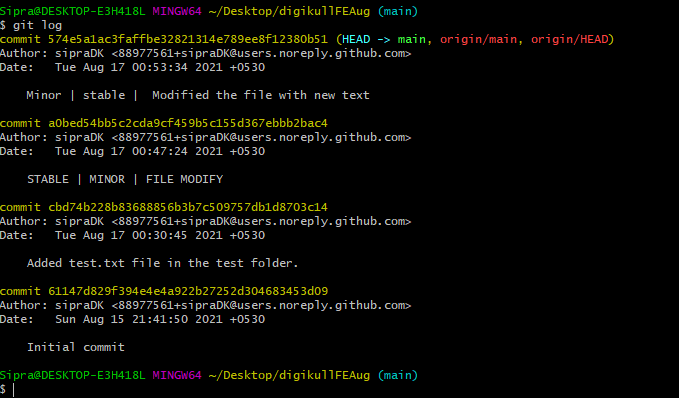 Sipra@DESKTOP-E3H418L MINGW64 ~/Desktop/digikullFEAug (main)
$ git log
commit 574e5a1ac3faffbe32821314e789ee8f12380b51 (HEAD -> main, origin/main, origin/HEAD)
Author: sipraDK <88977561+sipraDK@users.noreply.github.com>
Date:   Tue Aug 17 00:53:34 2021 +0530

    Minor | stable |  Modified the file with new text

commit a0bed54bb5c2cda9cf459b5c155d367ebbb2bac4
Author: sipraDK <88977561+sipraDK@users.noreply.github.com>
Date:   Tue Aug 17 00:47:24 2021 +0530

    STABLE | MINOR | FILE MODIFY

commit cbd74b228b83688856b3b7c509757db1d8703c14
Author: sipraDK <88977561+sipraDK@users.noreply.github.com>
Date:   Tue Aug 17 00:30:45 2021 +0530

    Added test.txt file in the test folder.

commit 61147d829f394e4e4a922b27252d304683453d09
Author: sipraDK <88977561+sipraDK@users.noreply.github.com>
Date:   Sun Aug 15 21:41:50 2021 +0530

    Initial commit

Sipra@DESKTOP-E3H418L MINGW64 ~/Desktop/digikullFEAug (main)
$